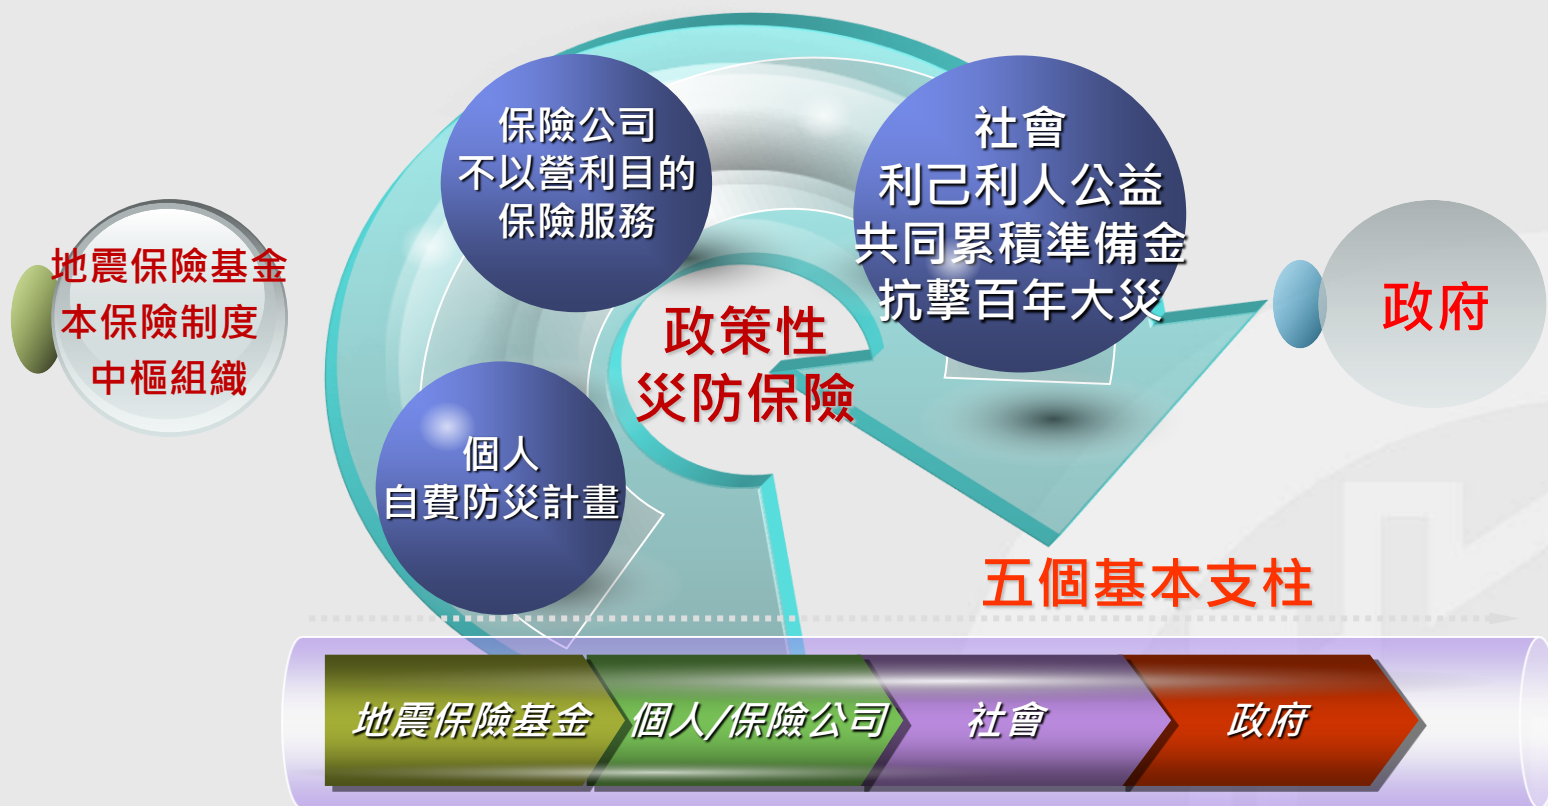 地震保險基金
本保險制度
中樞組織
保險公司
不以營利目的
保險服務
個人
自費防災計畫
政策性
災防保險
社會
利己利人公益
共同累積準備金
抗擊百年大災
政府
五個基本支柱
地震保險基金
個人/保險公司
社會
政府